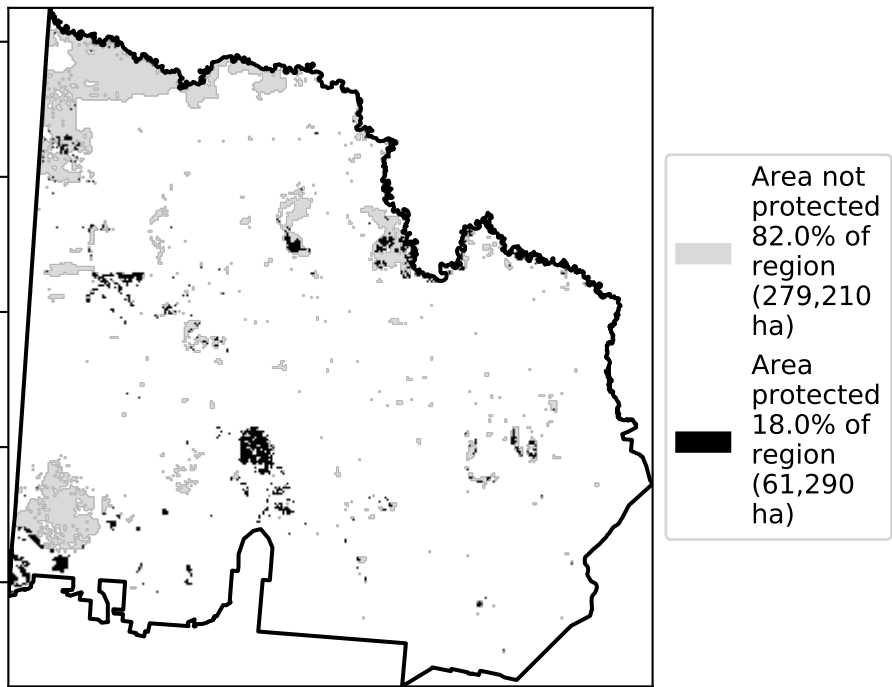 Area not
protected
82.0% of
region
(279,210
ha)
Area
protected
18.0% of
region
(61,290
ha)